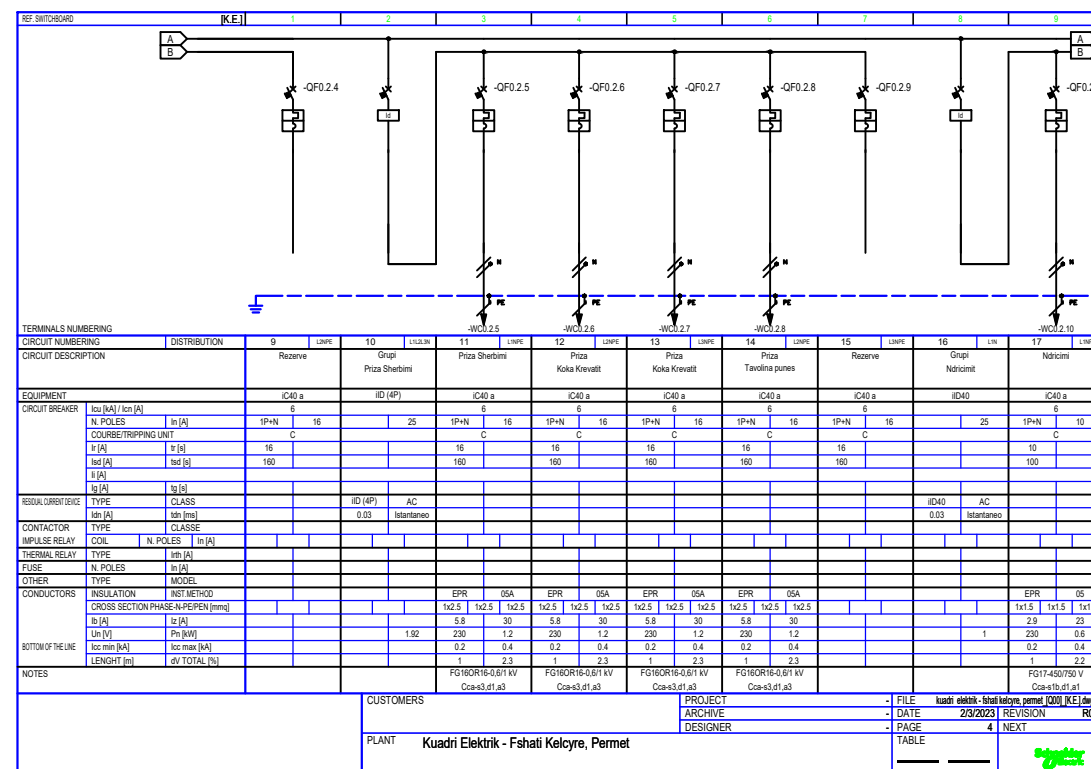 REF. SWITCHBOARD [K.E.] 1 2 3 4 5 6 7 8 9
A A
B B
-QF0.2.4 -QF0.2.5 -QF0.2.6 -QF0.2.7 -QF0.2.8 -QF0.2.9
Id Id
N N N N N
PE PE PE PE PE
TERMINALS NUMBERING -WC0.2.5 -WC0.2.6 -WC0.2.7 -WC0.2.8 -WC0.2.10
CIRCUIT NUMBERING DISTRIBUTION 9 L2NPE 10 L1L2L3N 11 L1NPE 12 L2NPE 13 L3NPE 14 L2NPE 15 L3NPE 16 L1N 17
CIRCUIT DESCRIPTION Rezerve Grupi Priza Sherbimi Priza Priza Priza Rezerve Grupi Ndricimi
Priza Sherbimi Koka Krevatit Koka Krevatit Tavolina punes Ndricimit
EQUIPMENT iC40 a iID (4P) iC40 a iC40 a iC40 a iC40 a iC40 a iID40 iC40 a
CIRCUIT BREAKER Icu [kA] / Icn [A] 6 6 6 6 6 6 6
N. POLES In [A] 1P+N 16 25 1P+N 16 1P+N 16 1P+N 16 1P+N 16 1P+N 16 25 1P+N 10
COURBE/TRIPPING UNIT C C C C C C C
Ir [A] tr [s] 16 16 16 16 16 16 10
Isd [A] tsd [s] 160 160 160 160 160 160 100
Ii [A]
Ig [A] tg [s]
RESIDUAL CURRENT DEVICE TYPE CLASS iID (4P) AC iID40 AC
Idn [A] tdn [ms] 0.03 Istantaneo 0.03 Istantaneo
CONTACTOR TYPE CLASSE
IMPULSE RELAY COIL N. POLES In [A]
THERMAL RELAY TYPE Irth [A]
FUSE N. POLES In [A]
OTHER TYPE MODEL
CONDUCTORS INSULATION INST.METHOD EPR 05A EPR 05A EPR 05A EPR 05A EPR 05
CROSS SECTION PHASE-N-PE/PEN [mmq] 1x2.5 1x2.5 1x2.5 1x2.5 1x2.5 1x2.5 1x2.5 1x2.5 1x2.5 1x2.5 1x2.5 1x2.5 1x1.5 1x1.5 1x1
Ib [A] Iz [A] 5.8 30 5.8 30 5.8 30 5.8 30 2.9 23
Un [V] Pn [kW] 1.92 230 1.2 230 1.2 230 1.2 230 1.2 1 230 0.6
BOTTOM OF THE LINE Icc min [kA] Icc max [kA] 0.2 0.4 0.2 0.4 0.2 0.4 0.2 0.4 0.2 0.4
LENGHT [m] dV TOTAL [%] 1 2.3 1 2.3 1 2.3 1 2.3 1 2.2
NOTES FG16OR16-0,6/1 kV FG16OR16-0,6/1 kV FG16OR16-0,6/1 kV FG16OR16-0,6/1 kV FG17-450/750 V
Cca-s3,d1,a3 Cca-s3,d1,a3 Cca-s3,d1,a3 Cca-s3,d1,a3 Cca-s1b,d1,a1
CUSTOMERS PROJECT - FILE kuadri elektrik - fshati kelcyre, permet_[Q00]_[K.E.].dwg
ARCHIVE - DATE 2/3/2023 REVISION
DESIGNER - PAGE 4 NEXT
PLANT Kuadri Elektrik - Fshati Kelcyre, Permet TABLE
Schneider Electric